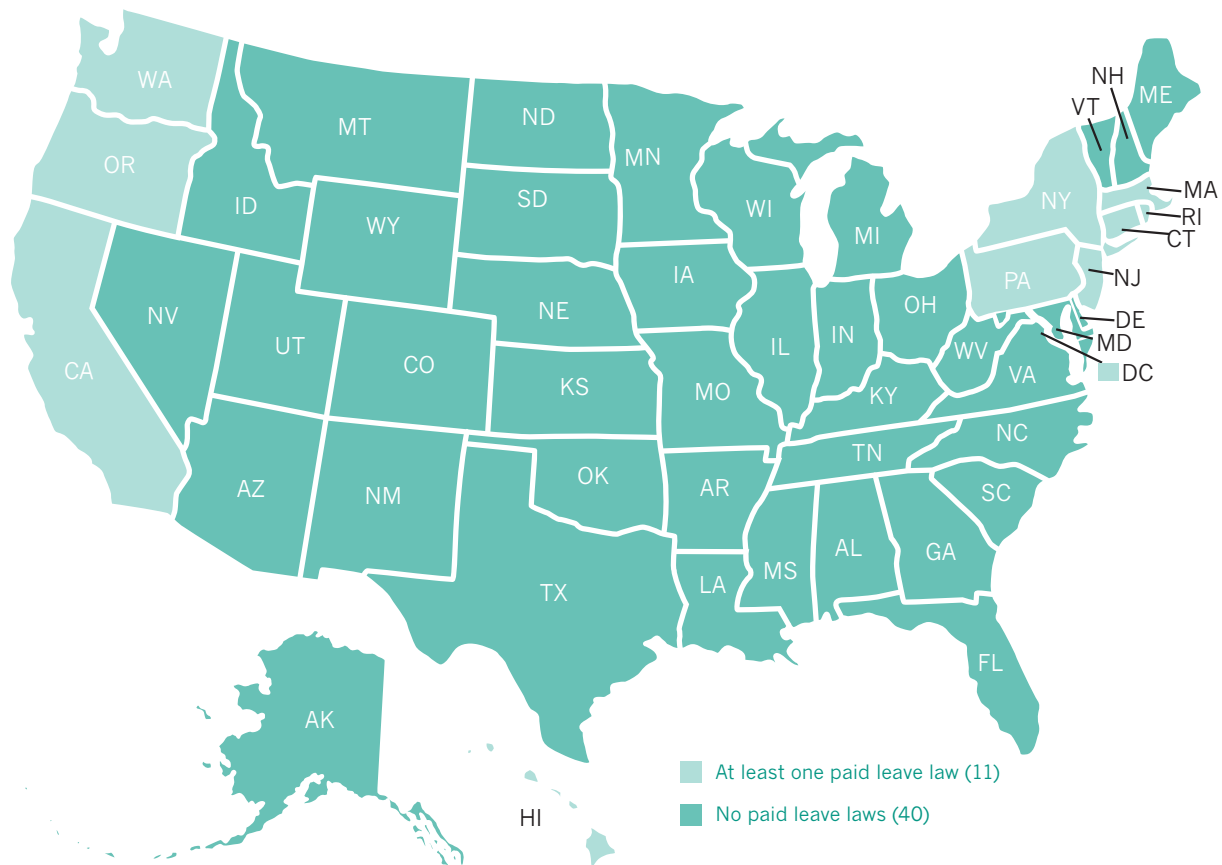 WA
OR
CA
NV
ID
MT
WY
UT
AZ
CO
NM
ND
SD
NE
KS
OK
TX
MN
IA
MO
AR
LA
WI
IL
MI
IN
OH
KY
TN
MS
AL
GA
FL
SC
NC
VA
WV
PA
NY
VT
NH
ME
MA
RI
CT
NJ
DE
MD
DC
AK
HI
At least one paid leave law (11)
No paid leave laws (40)